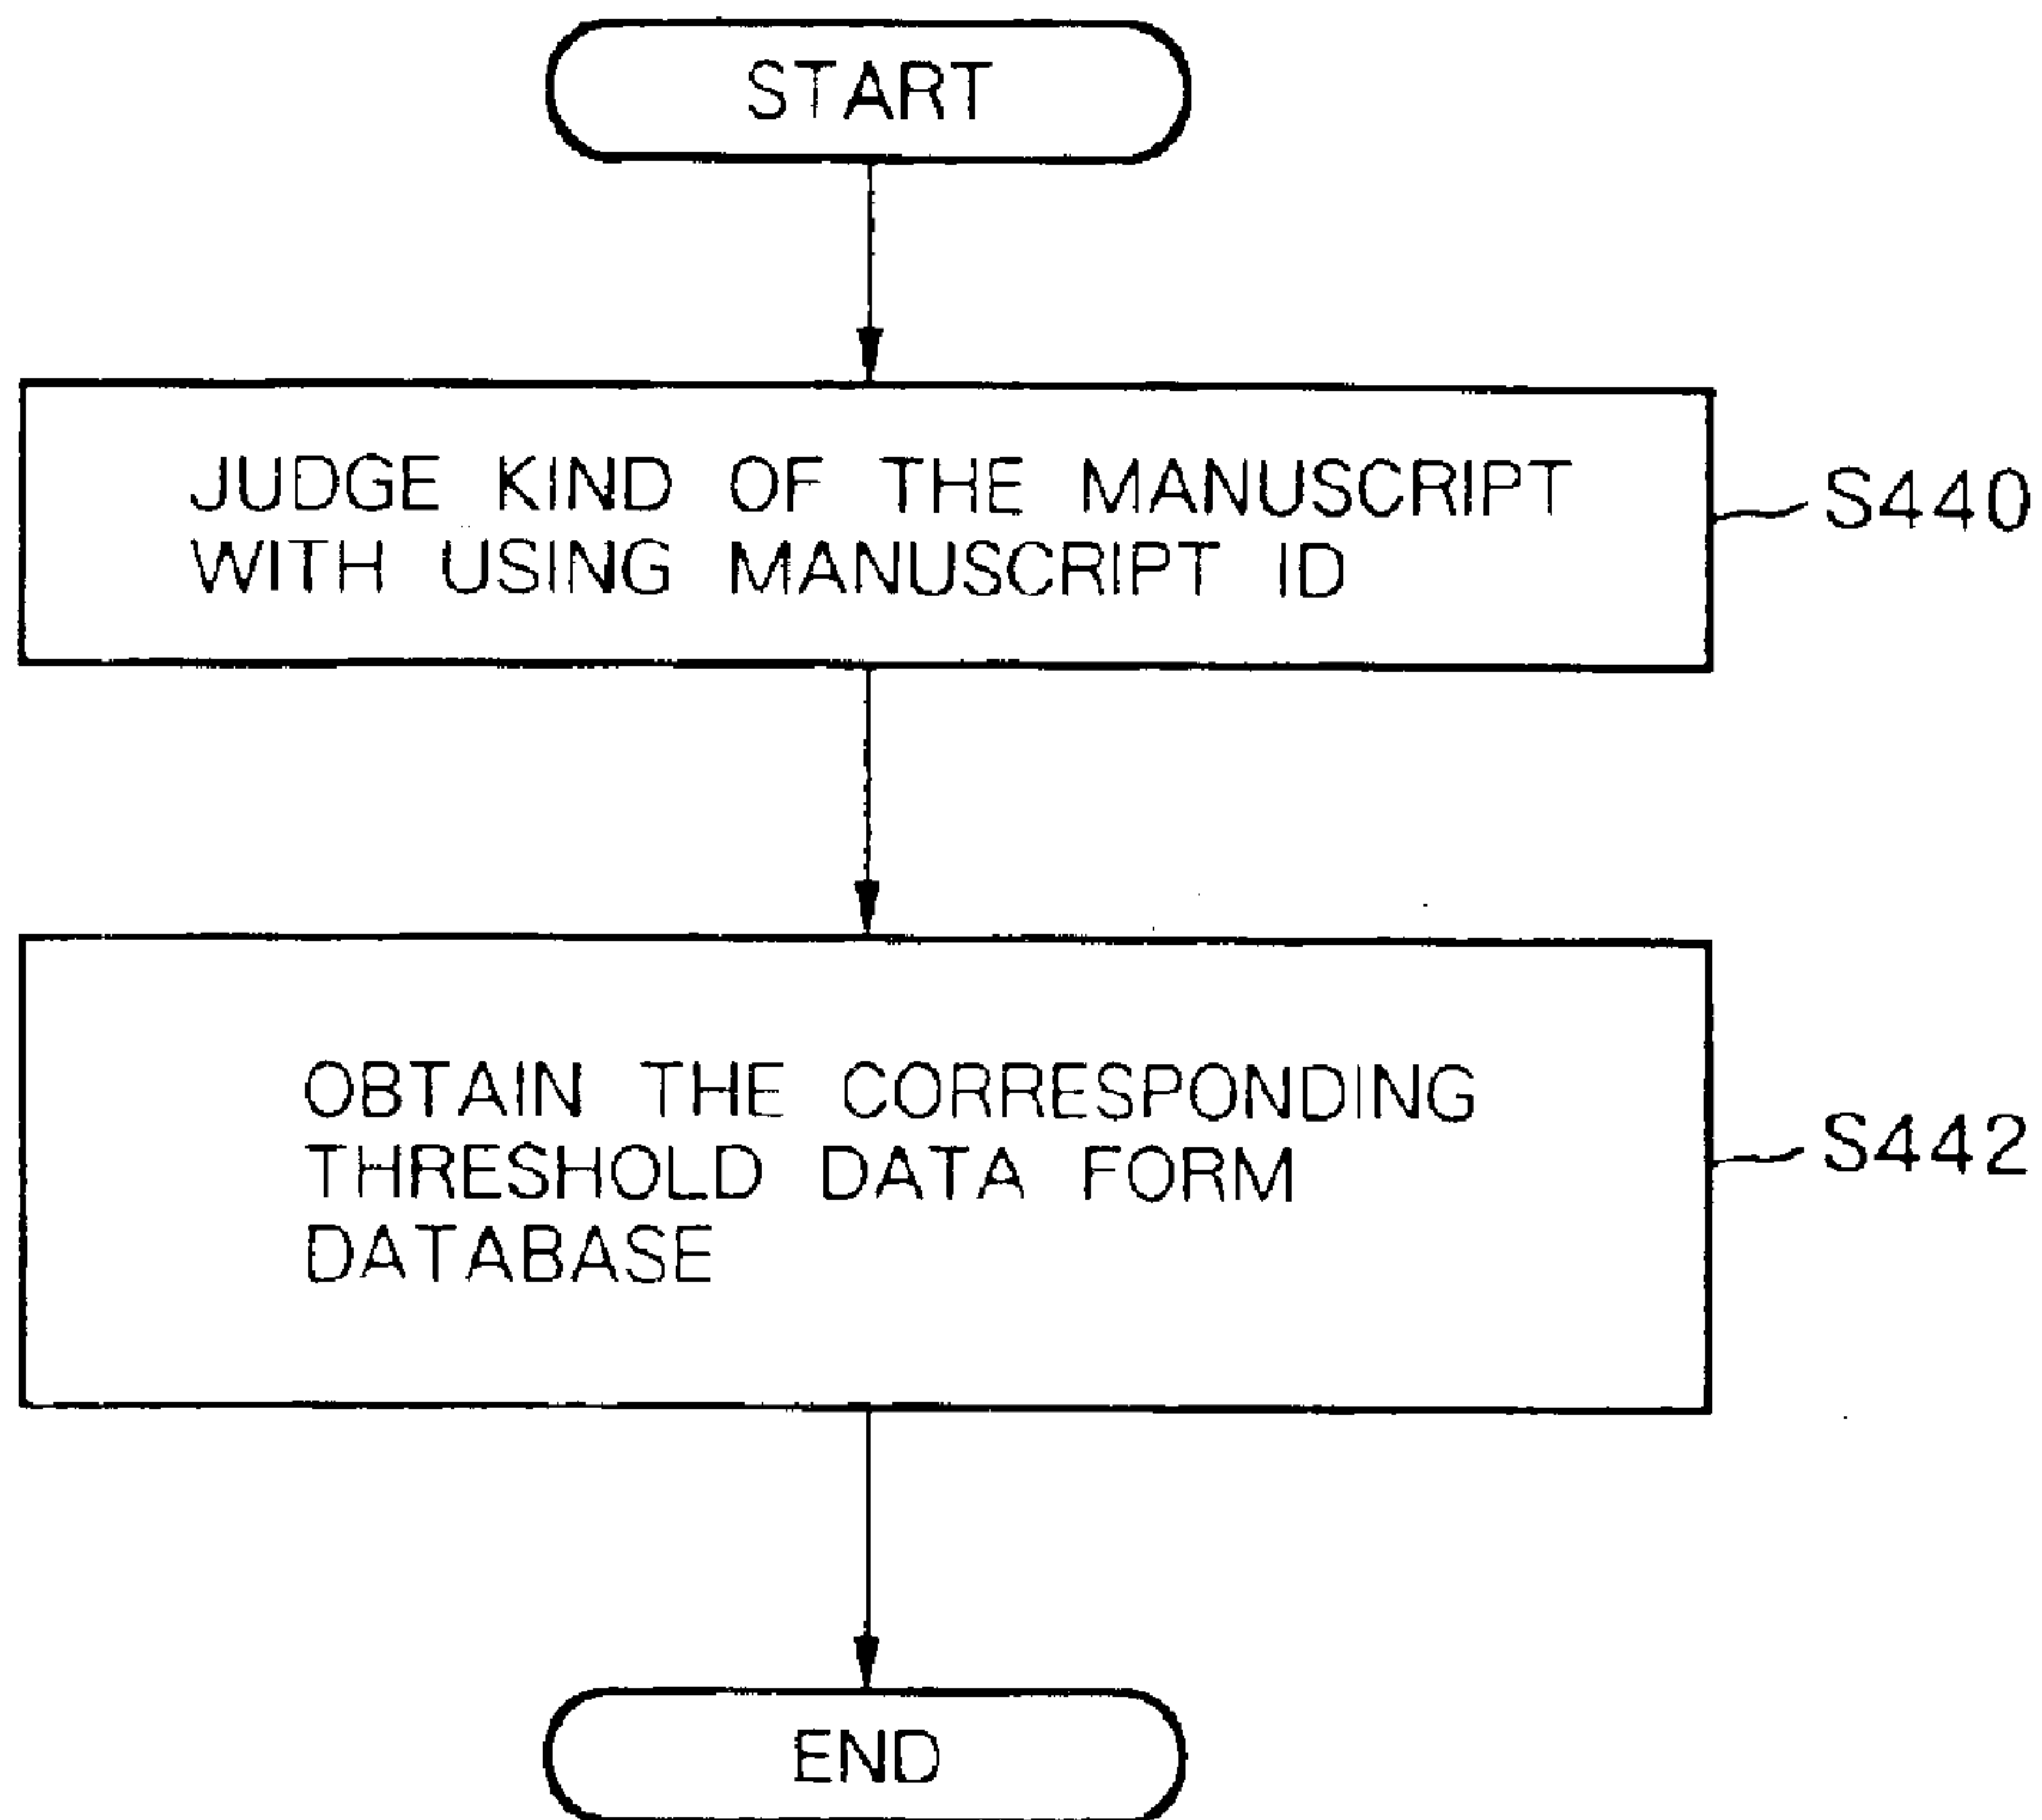 START
JUDGE KIND OF THE MANUSCRIPT
WITH USING MANUSCRIPT ID
S440
OBTAIN THE CORRESPONDING
THRESHOLD DATA FORM
DATABASE
S442
END